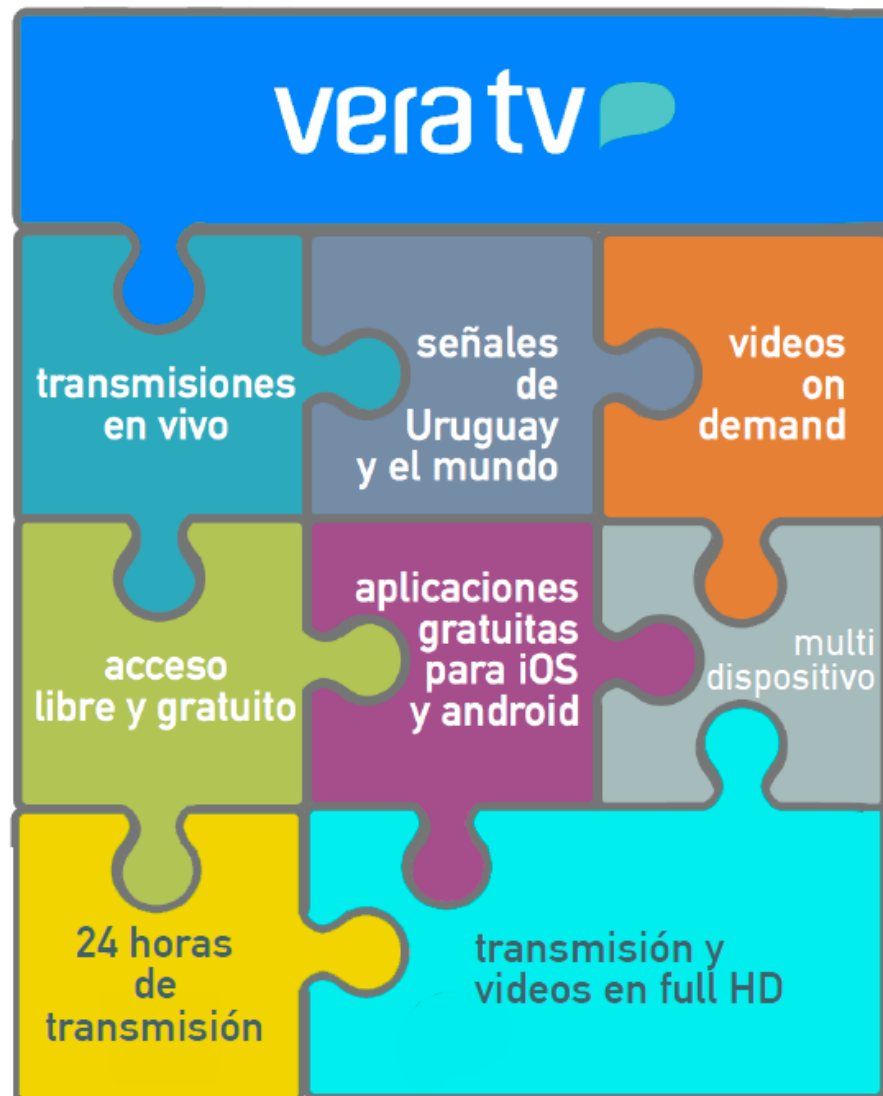 vera tv
transmisiones
en vivo
señales
de
Uruguay
y el mundo
videos
on
demand
acceso
libre y gratuito
aplicaciones
gratuitas
para iOS
y android
multi
dispositivo
24 horas
de
transmisión
transmisión y
videos en full HD